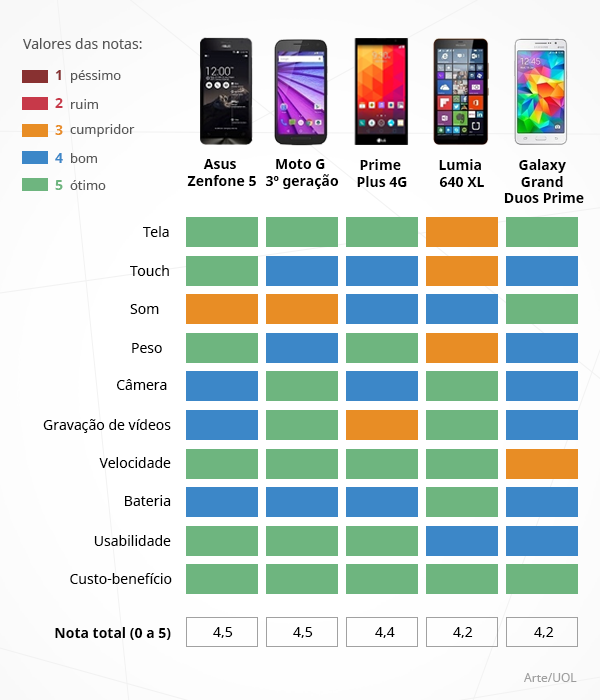 Valores das notas:
1 péssimo
2 ruim
3 cumpridor
4 bom
5 ótimo
Asus
Zenfone 5
Moto G
3º geração
Prime
Plus 4G
Lumia
640 XL
Galaxy
Grand
Duos Prime
Tela
Touch
Som
Peso
Câmera
Gravação de vídeos
Velocidade
Bateria
Usabilidade
Custo-benefício
Nota total (0 a 5) 4,5 4,5 4,4 4,2 4,2
Arte/UOL